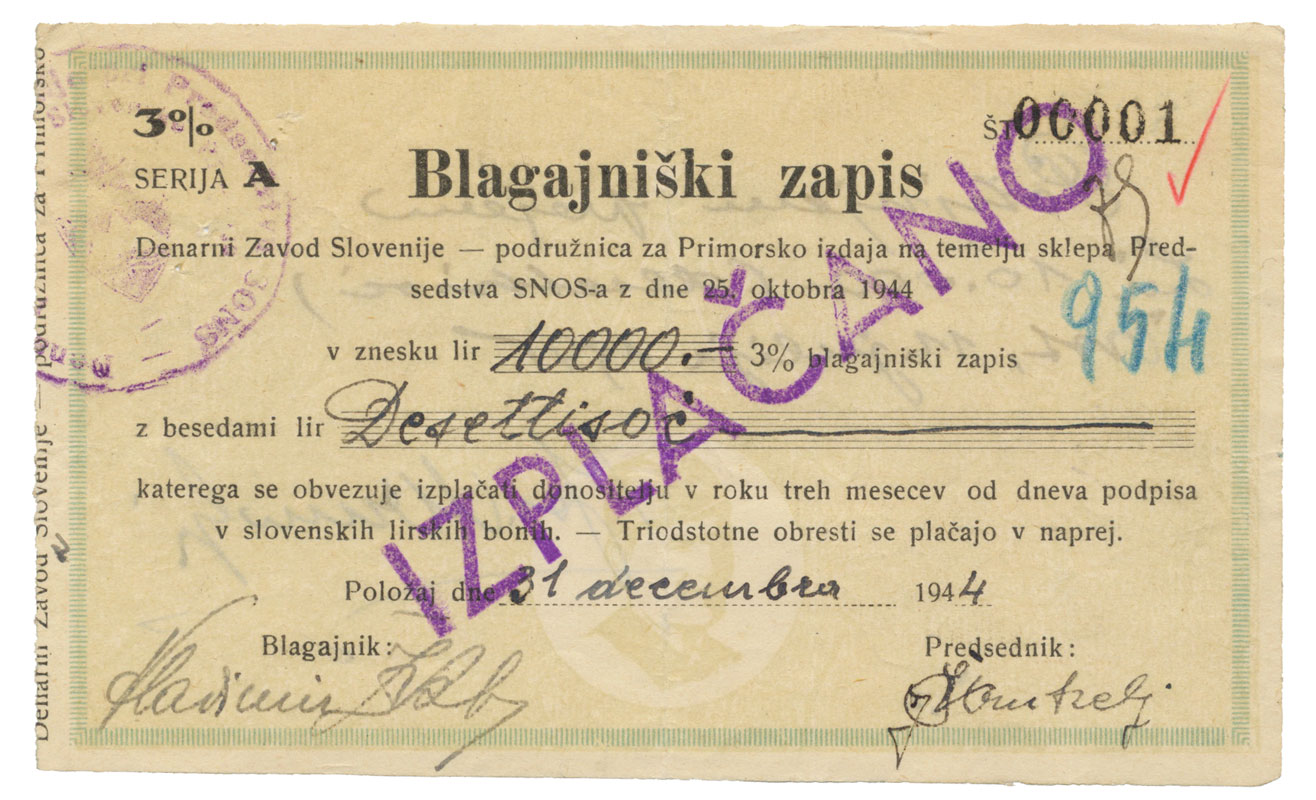 3%
ŠT. 00001
SERIJA A
Blagajniški zapis
Denarni Zavod Slovenije — podružnica za Primorsko izdaja na temelju sklepa Pred-
sedstva SNOS-a z dne 25. oktobra 1944
954
v znesku lir 10000.— 3% blagajniški zapis
z besedami lir Desettisoč
katerega se obvezuje izplačati donositelju v roku treh mesecev od dneva podpisa
v slovenskih lirskih bonih. — Triodstotne obresti se plačajo v naprej.
Položaj dne 31 decembra 1944
Blagajnik:
Predsednik:
Vladimir
IZPLAČANO
Denarni Zavod Slovenije — podružnica za Primorsko
SNOS